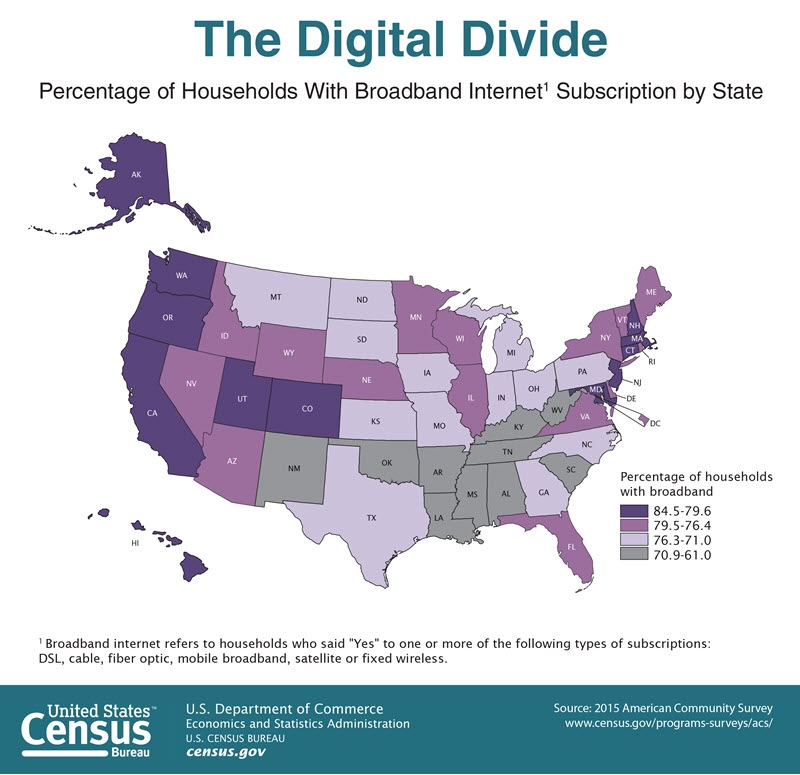 The Digital Divide
Percentage of Households With Broadband Internet¹ Subscription by State
AK
WA
OR
CA
NV
ID
MT
WY
UT
CO
AZ
NM
ND
SD
NE
KS
OK
TX
MN
IA
MO
AR
LA
WI
IL
MI
IN
OH
KY
TN
MS
AL
GA
FL
SC
NC
VA
WV
PA
NY
VT
NH
ME
MA
CT
RI
NJ
DE
MD
DC
HI
Percentage of households
with broadband
84.5-79.6
79.5-76.4
76.3-71.0
70.9-61.0
¹ Broadband internet refers to households who said "Yes" to one or more of the following types of subscriptions:
DSL, cable, fiber optic, mobile broadband, satellite or fixed wireless.
United States™
Census
Bureau
U.S. Department of Commerce
Economics and Statistics Administration
U.S. CENSUS BUREAU
census.gov
Source: 2015 American Community Survey
www.census.gov/programs-surveys/acs/